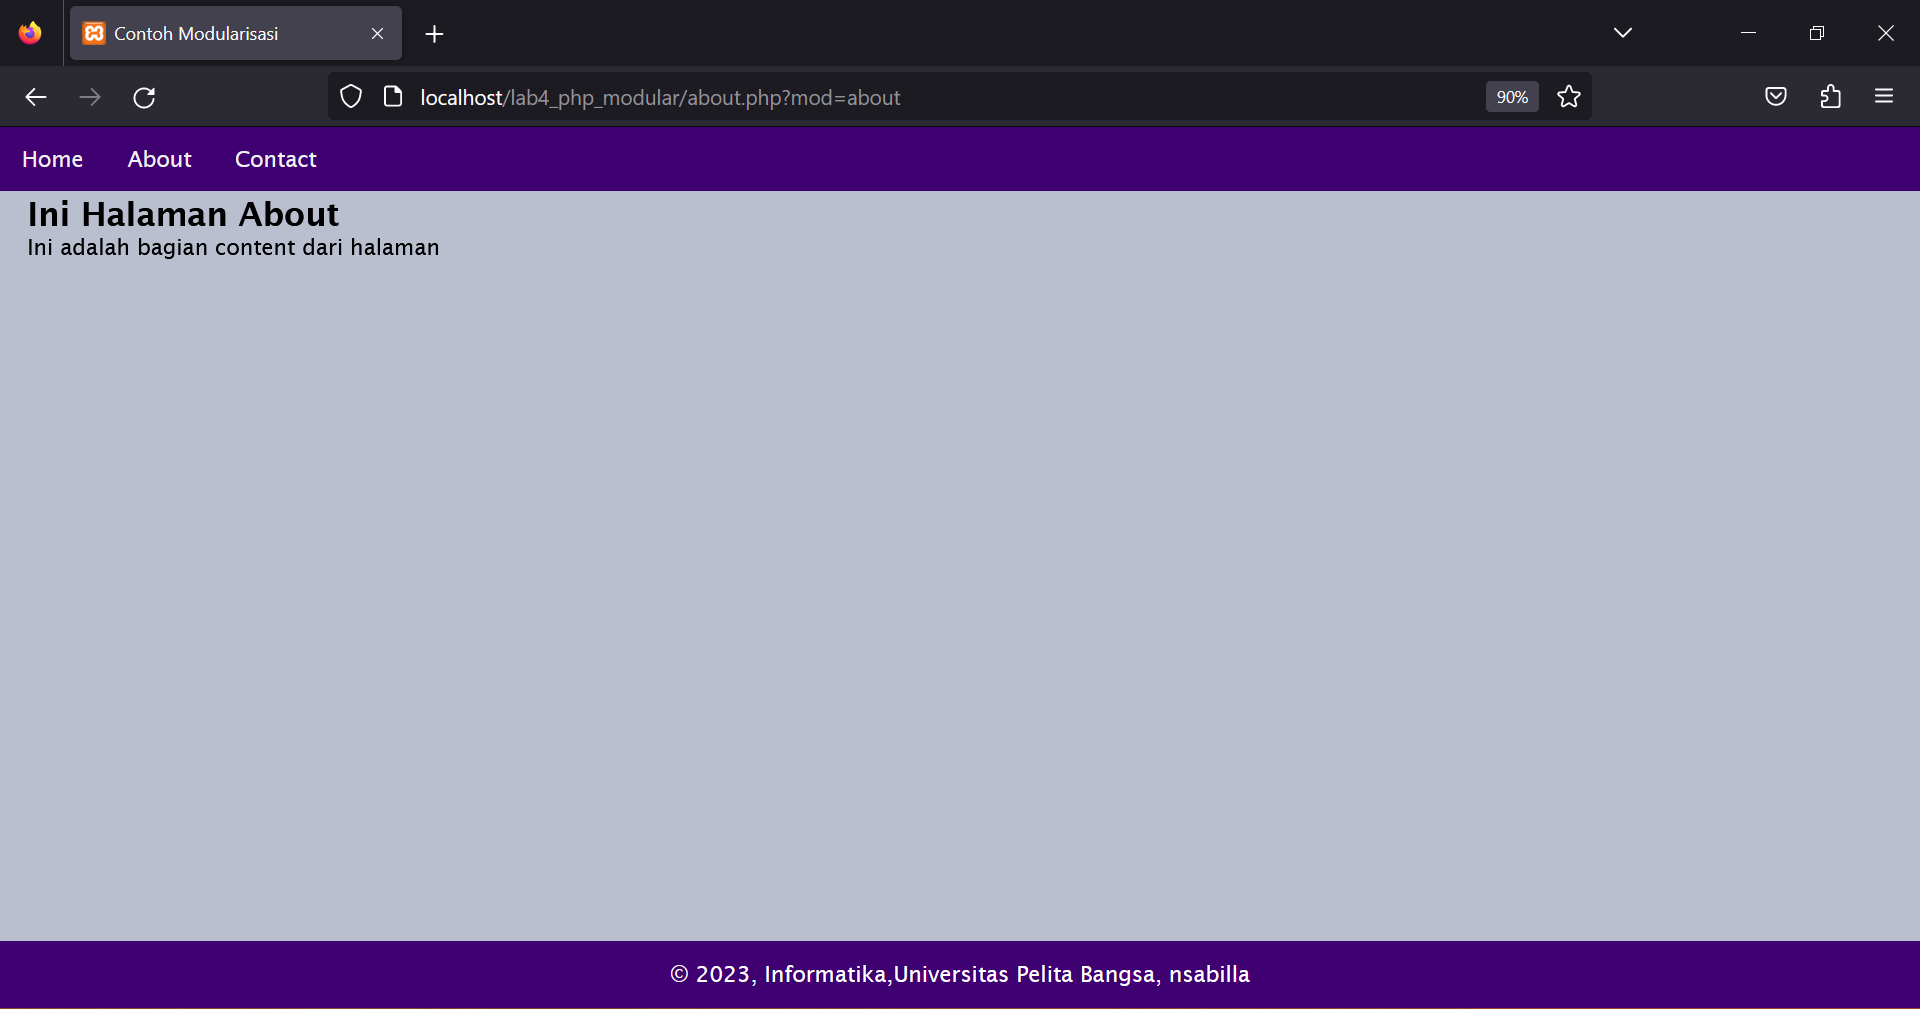 Contoh Modularisasi
localhost/lab4_php_modular/about.php?mod=about
90%
Home About Contact
Ini Halaman About
Ini adalah bagian content dari halaman
© 2023, Informatika,Universitas Pelita Bangsa, nsabilla